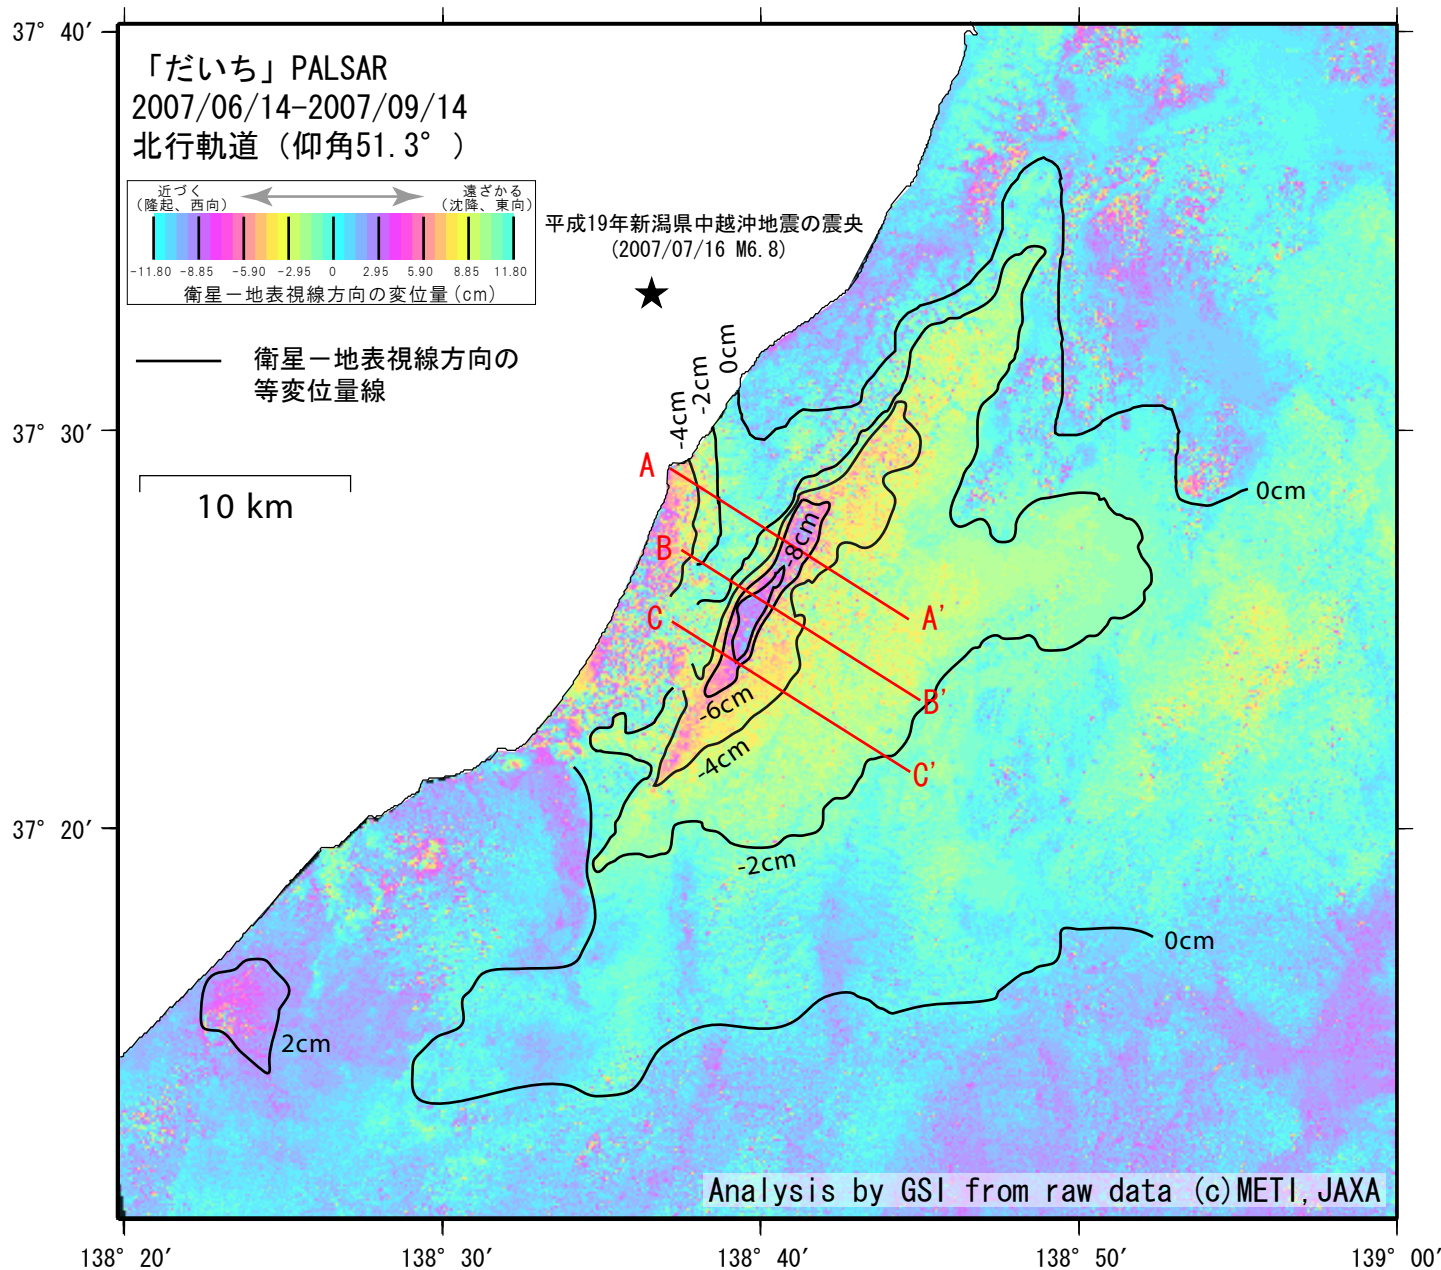 37° 40′
「だいち」PALSAR
2007/06/14-2007/09/14
北行軌道（仰角51.3°）
近づく
(隆起、西向)
遠ざかる
(沈降、東向)
-11.80 -8.85 -5.90 -2.95 0 2.95 5.90 8.85 11.80
衛星－地表視線方向の変位量(cm)
平成19年新潟県中越沖地震の震央
(2007/07/16 M6.8)
衛星－地表視線方向の
等変位量線
0cm
-2cm
-4cm
37° 30′
10 km
A
0cm
-8cm
B
C
A'
B'
-6cm
-4cm
C'
37° 20′
-2cm
0cm
2cm
Analysis by GSI from raw data (c)METI,JAXA
138° 20′
138° 30′
138° 40′
138° 50′
139° 00′